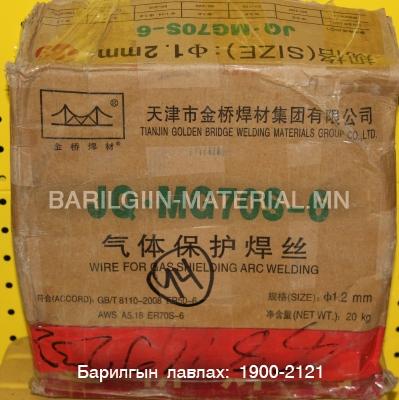 JQ-MG70S-6
规格(SIZE):Φ1.2mm
天津市金桥焊材集团有限公司
TIANJIN GOLDEN BRIDGE WELDING MATERIALS GROUP CO.,LTD.
金桥焊材
BARILGIIN-MATERIAL.MN
JQ-MG70S-6
气体保护焊丝
WIRE FOR GAS SHIELDING ARC WELDING
44
符合(ACCORD): GB/T 8110-2008 ER50-6
规格(SIZE): Φ1.2 mm
AWS A5.18 ER70S-6
净含量(NET.): 20 kg
Барилгын лавлах: 1900-2121